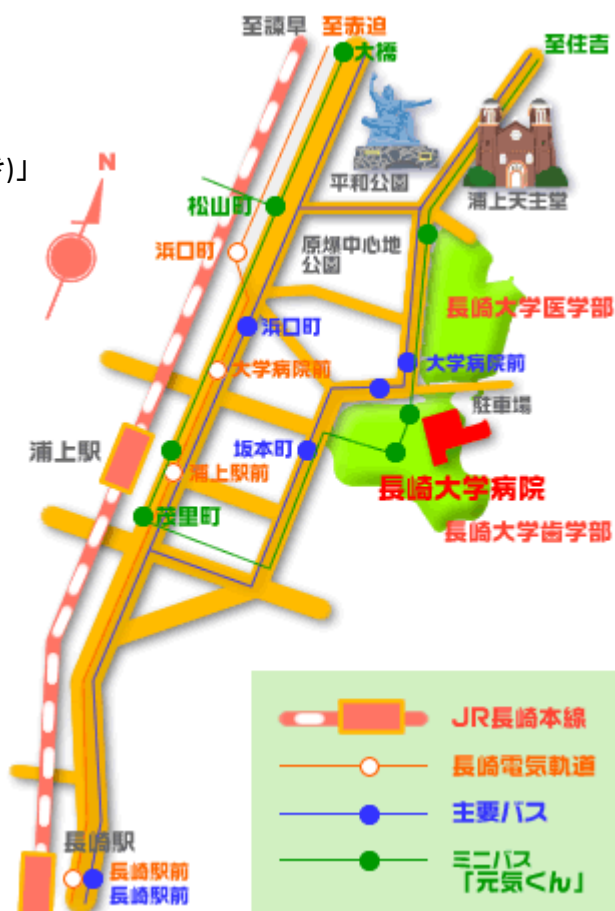 至諫早
至赤迫
大橋
至住吉
き)」
N
平和公園
浦上天主堂
松山町
浜口町
原爆中心地
公園
長崎大学医学部
浜口町
大学病院前
大学病院前
駐車場
浦上駅
坂本町
浦上駅前
長崎大学病院
茂里町
長崎大学歯学部
JR長崎本線
長崎電気軌道
主要バス
ミニバス
「元気くん」
長崎駅
長崎駅前
長崎駅前